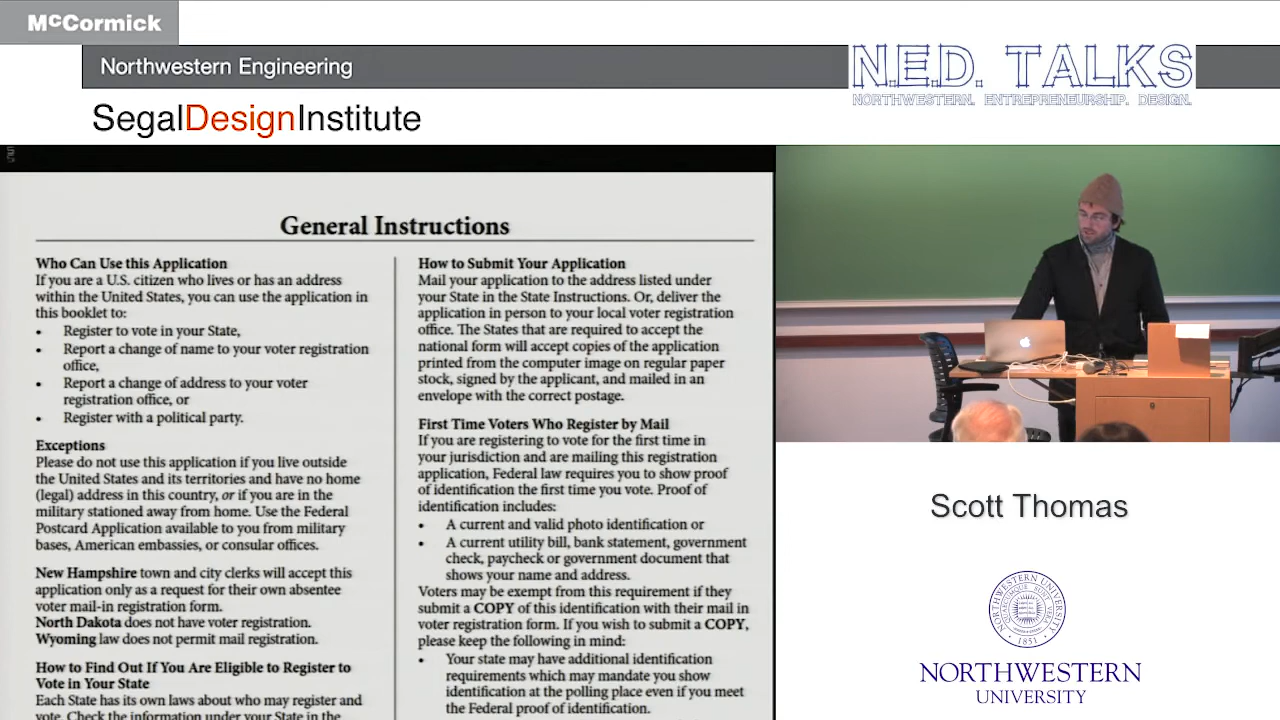 McCormick
Northwestern Engineering
N.E.D. TALKS
NORTHWESTERN. ENTREPRENEURSHIP. DESIGN.
SegalDesignInstitute
General Instructions
Who Can Use this Application
If you are a U.S. citizen who lives or has an address
within the United States, you can use the application in
this booklet to:
• Register to vote in your State,
• Report a change of name to your voter registration
office,
• Report a change of address to your voter
registration office, or
• Register with a political party.
Exceptions
Please do not use this application if you live outside
the United States and its territories and have no home
(legal) address in this country, or if you are in the
military stationed away from home. Use the Federal
Postcard Application available to you from military
bases, American embassies, or consular offices.
New Hampshire town and city clerks will accept this
application only as a request for their own absentee
voter mail-in registration form.
North Dakota does not have voter registration.
Wyoming law does not permit mail registration.
How to Find Out If You Are Eligible to Register to
Vote in Your State
Each State has its own laws about who may register and
vote. Check the information under your State in the
How to Submit Your Application
Mail your application to the address listed under
your State in the State Instructions. Or, deliver the
application in person to your local voter registration
office. The States that are required to accept the
national form will accept copies of the application
printed from the computer image on regular paper
stock, signed by the applicant, and mailed in an
envelope with the correct postage.
First Time Voters Who Register by Mail
If you are registering to vote for the first time in
your jurisdiction and are mailing this registration
application, Federal law requires you to show proof
of identification the first time you vote. Proof of
identification includes:
• A current and valid photo identification or
• A current utility bill, bank statement, government
check, paycheck or government document that
shows your name and address.
Voters may be exempt from this requirement if they
submit a COPY of this identification with their mail in
voter registration form. If you wish to submit a COPY,
please keep the following in mind:
• Your state may have additional identification
requirements which may mandate you show
identification at the polling place even if you meet
the Federal proof of identification.
Scott Thomas
1851
NORTHWESTERN
UNIVERSITY